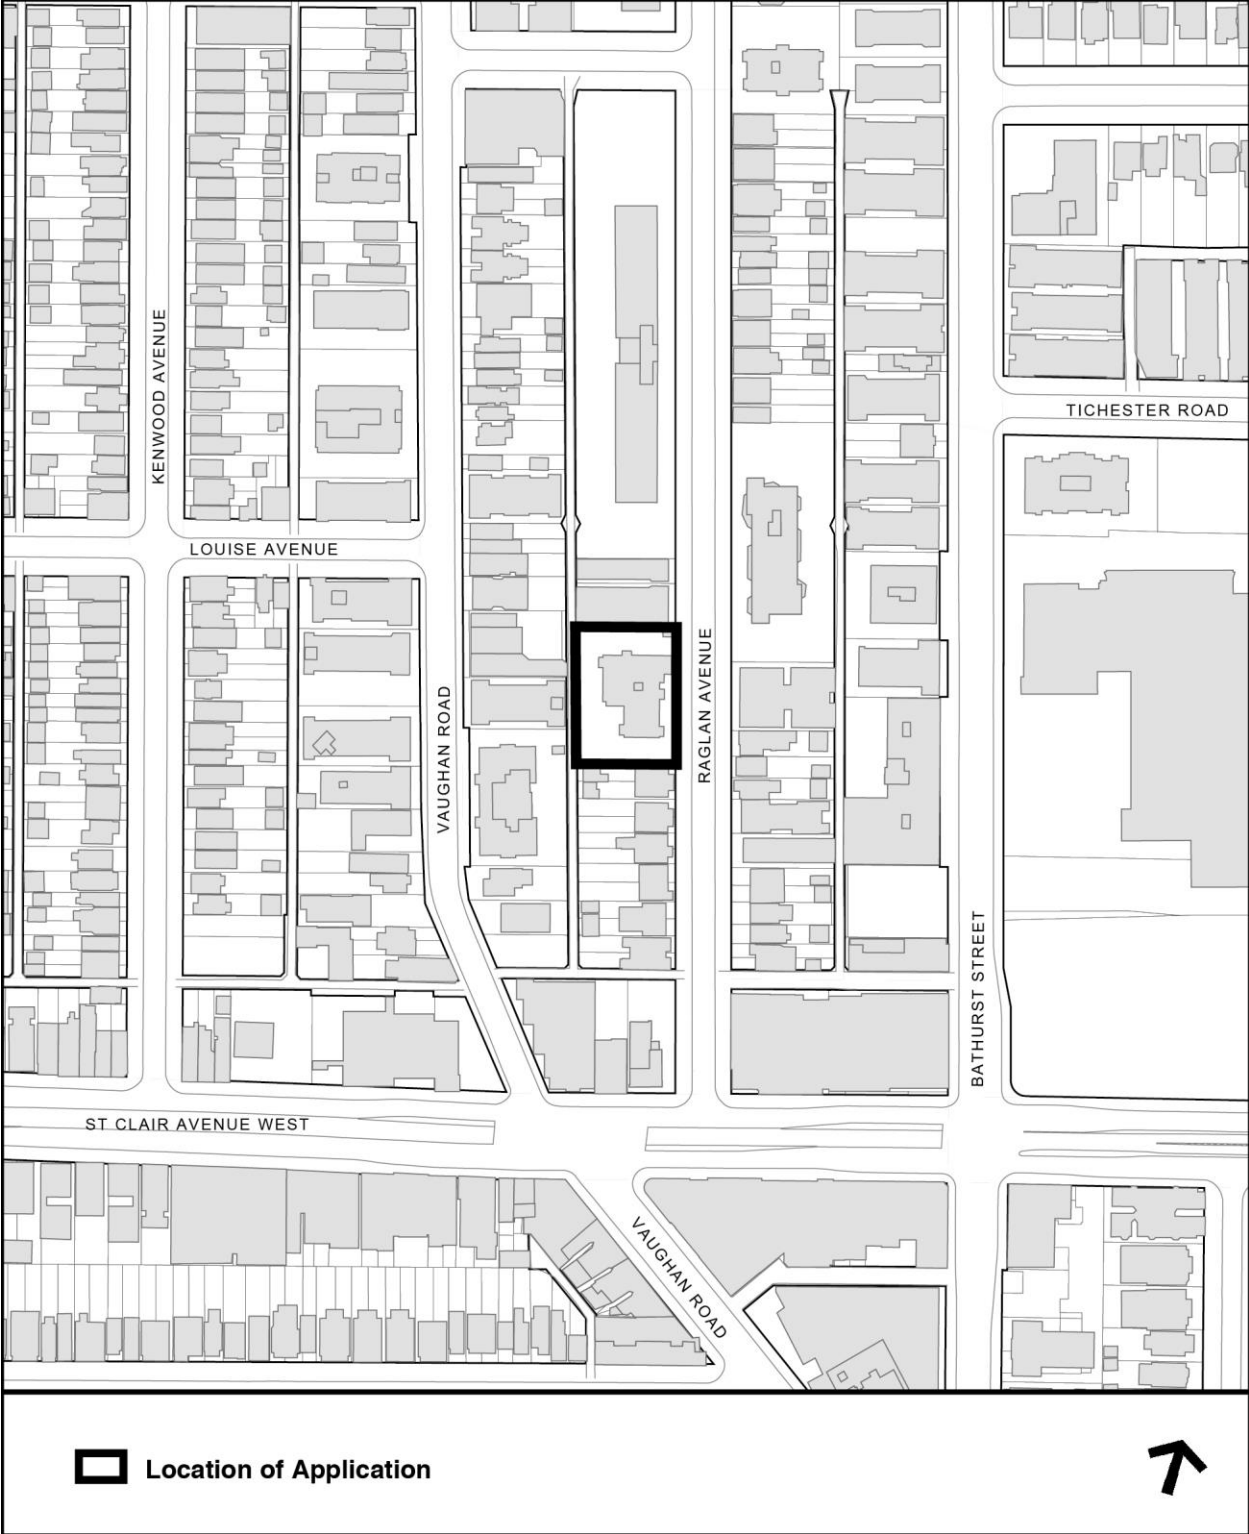 KENWOOD AVENUE
TICHESTER ROAD
LOUISE AVENUE
VAUGHAN ROAD
RAGLAN AVENUE
BATHURST STREET
ST CLAIR AVENUE WEST
VAUGHAN ROAD
Location of Application